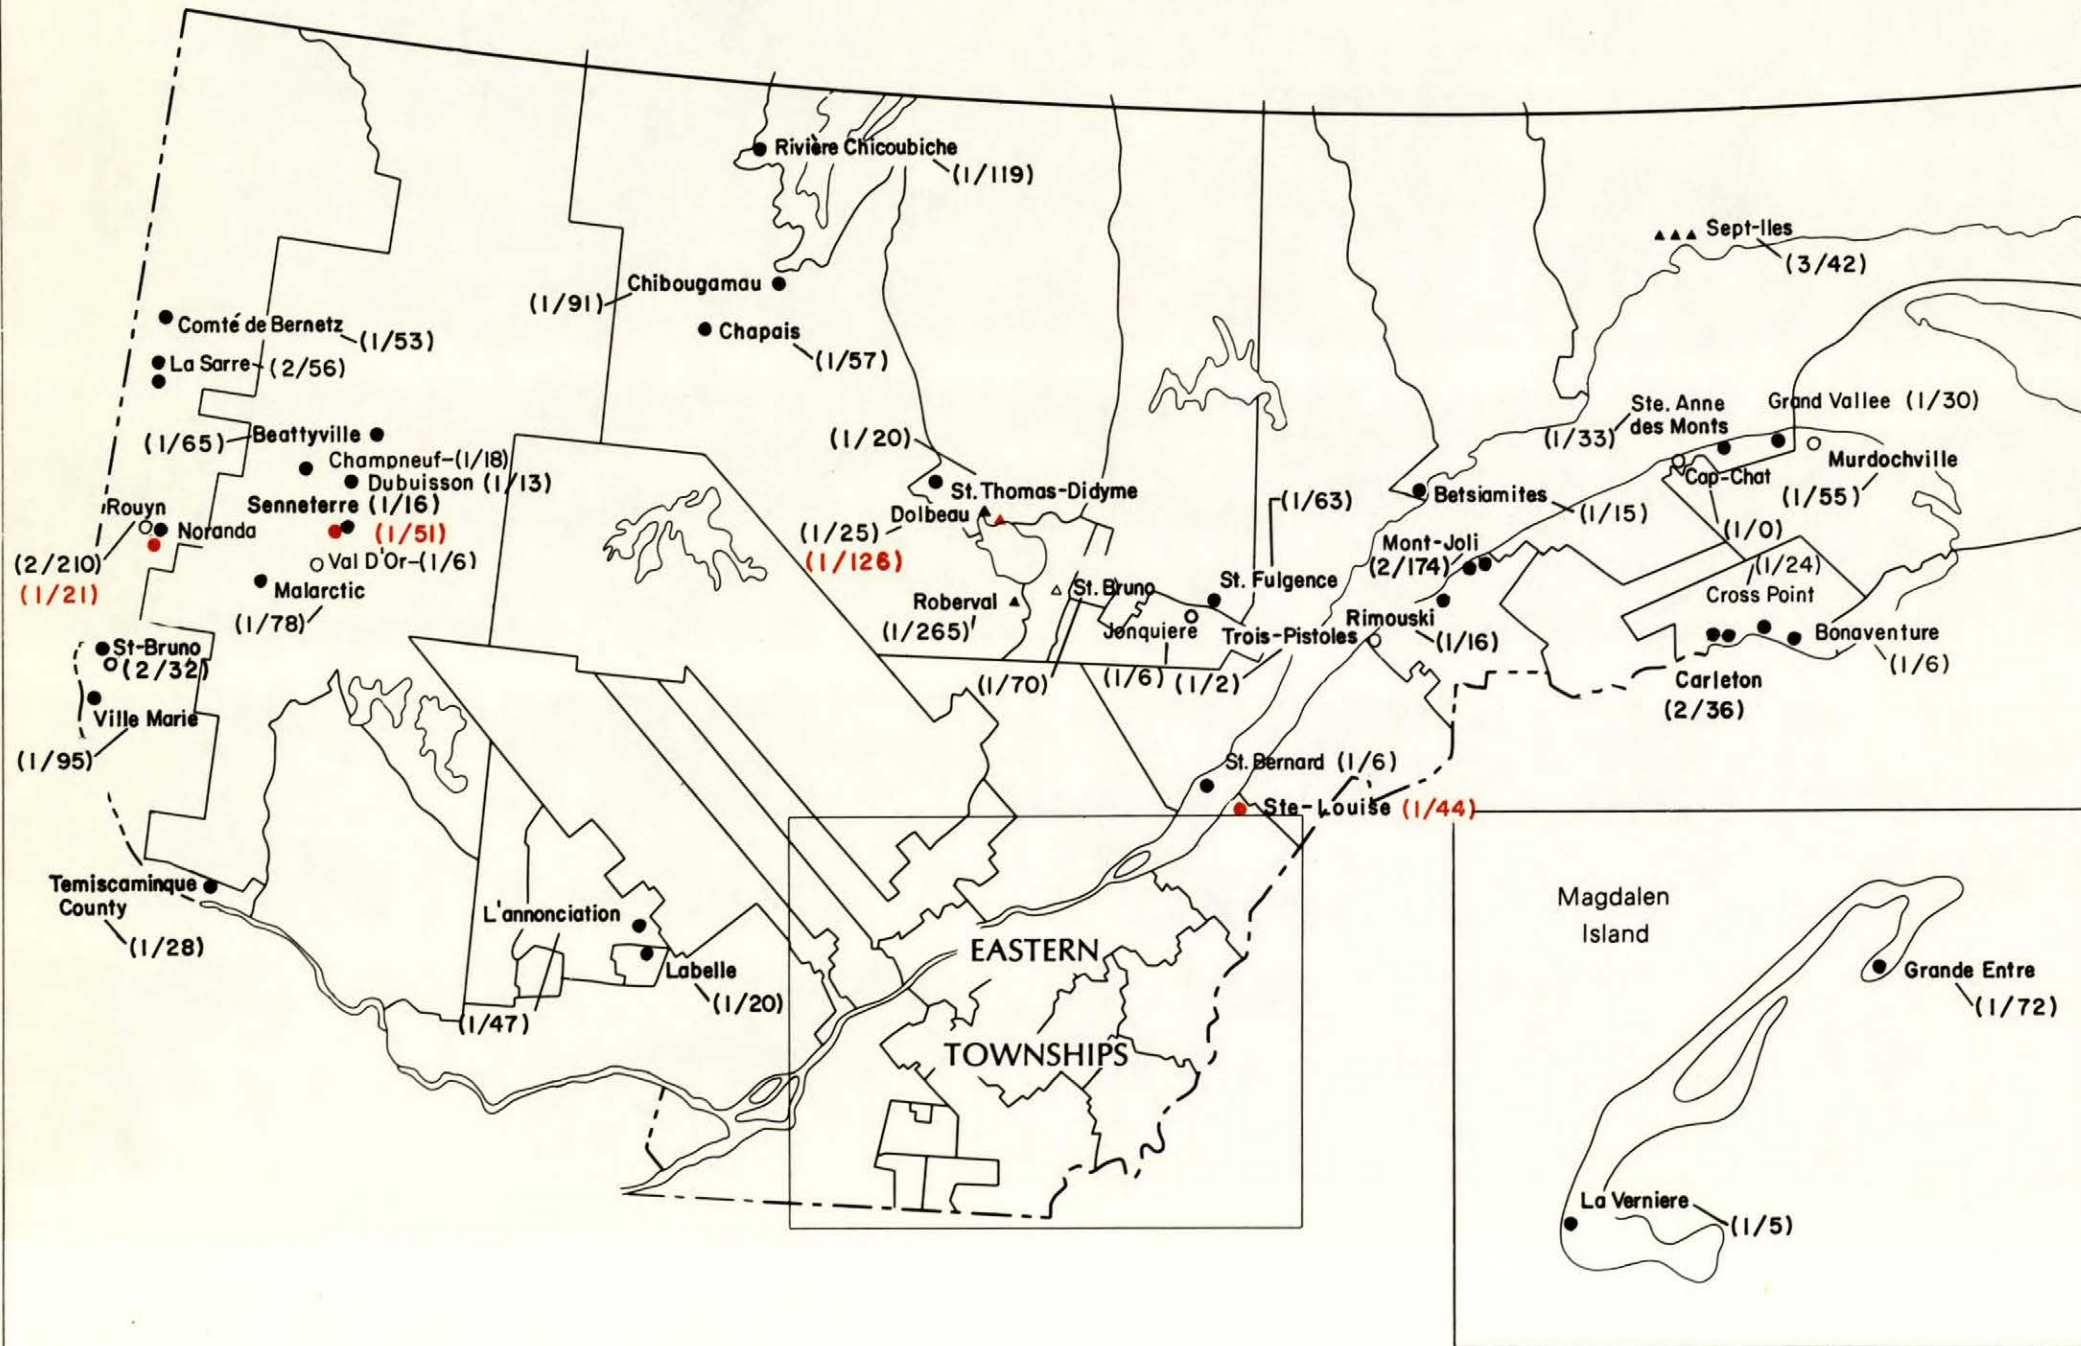 Rivière Chicoubiche
(1/119)
Sept-Iles
(3/42)
Chibougamau
(1/91)
Chapais
(1/57)
Comté de Bernetz
(1/53)
La Sarre
(2/56)
Ste. Anne
des Monts
(1/33)
Grand Vallee (1/30)
Beattyville
(1/65)
(1/20)
Champneuf-(1/18)
Dubuisson (1/13)
Senneterre (1/16)
(1/51)
Murdochville
(1/55)
Cap-Chat
(1/0)
St. Thomas-Didyme
Dolbeau
(1/25)
(1/126)
(1/63)
Betsiamites
(1/15)
Rouyn
Noranda
(2/210)
(1/21)
Val D'Or-(1/6)
Malarctic
(1/78)
Mont-Joli
(2/174)
(1/24)
Cross Point
St. Bruno
St. Fulgence
Roberval
(1/265)
Jonquiere
Trois-Pistoles
Rimouski
(1/16)
Bonaventure
(1/6)
St-Bruno
(2/32)
(1/70)
(1/6)
(1/2)
Carleton
(2/36)
Ville Marie
(1/95)
St. Bernard (1/6)
Ste-Louise (1/44)
Temiscaminque
County
(1/28)
L'annonciation
(1/47)
Labelle
(1/20)
EASTERN
TOWNSHIPS
Magdalen
Island
Grande Entre
(1/72)
La Verniere
(1/5)